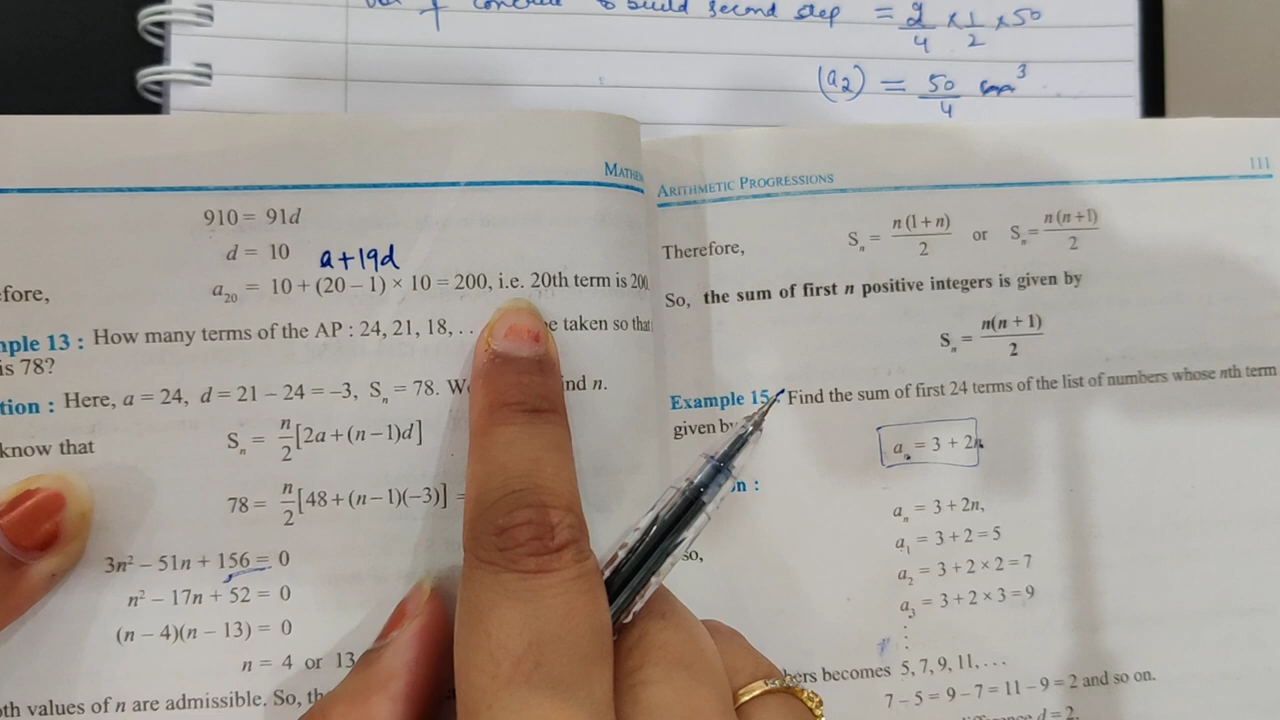 concrete to build second step = 2/4 × 1/2 × 50
(a2) = 50/4 m³
910 = 91d
d = 10
a+19d
a₂₀ = 10 + (20 – 1) × 10 = 200, i.e. 20th term is 200
13 : How many terms of the AP : 24, 21, 18, . . taken so that
is 78?
Here, a = 24, d = 21 – 24 = –3, Sₙ = 78. find n.
know that
Sₙ = n/2 [2a + (n – 1)d]
78 = n/2 [48 + (n – 1)(–3)] =
3n² – 51n + 156 = 0
n² – 17n + 52 = 0
(n – 4)(n – 13) = 0
n = 4 or 13
values of n are admissible. So,
ARITHMETIC PROGRESSIONS 111
Therefore, Sₙ = n(1+n)/2 or Sₙ = n(n+1)/2
So, the sum of first n positive integers is given by
Sₙ = n(n + 1)/2
Example 15 : Find the sum of first 24 terms of the list of numbers whose nth term
given by
aₙ = 3 + 2n
aₙ = 3 + 2n,
so, a₁ = 3 + 2 = 5
a₂ = 3 + 2 × 2 = 7
a₃ = 3 + 2 × 3 = 9
becomes 5, 7, 9, 11, . . .
7 – 5 = 9 – 7 = 11 – 9 = 2 and so on.
d = 2.